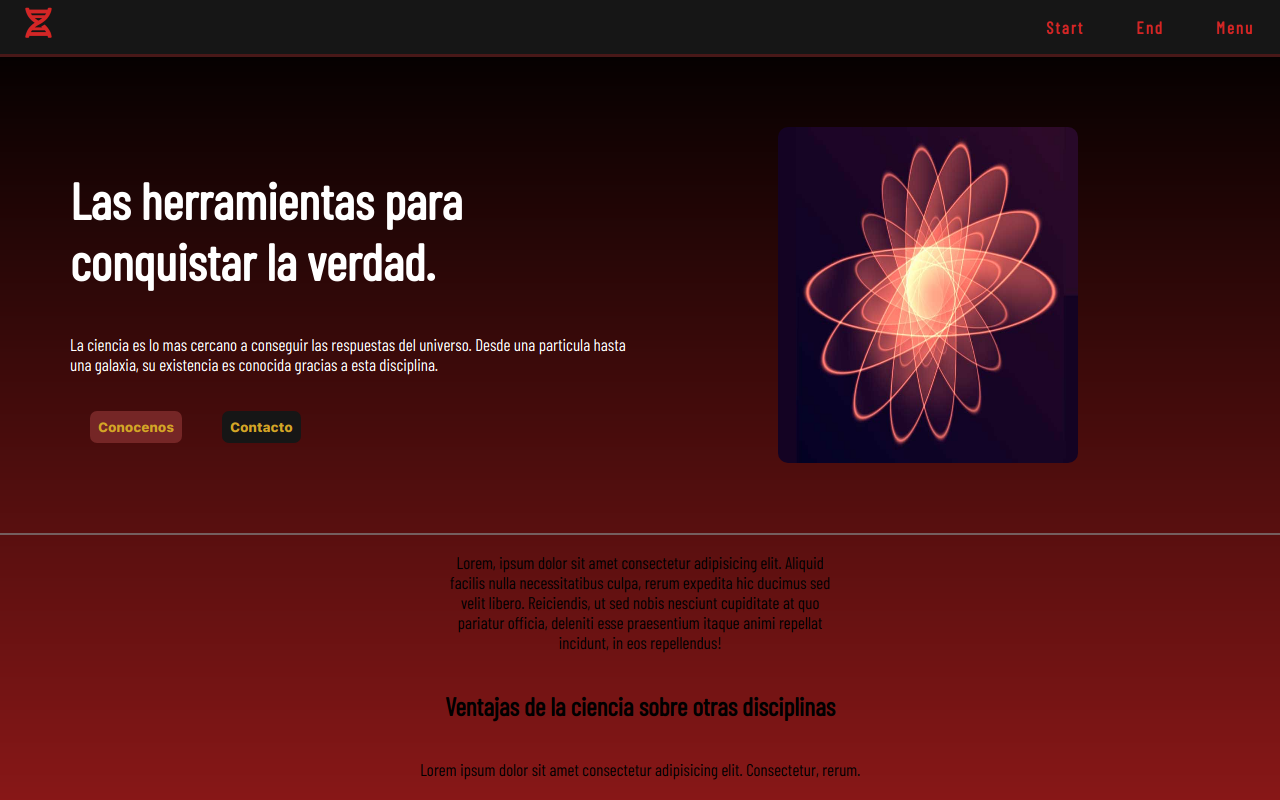 Start
End
Menu
Las herramientas para
conquistar la verdad.
La ciencia es lo mas cercano a conseguir las respuestas del universo. Desde una particula hasta
una galaxia, su existencia es conocida gracias a esta disciplina.
Conocenos
Contacto
Lorem, ipsum dolor sit amet consectetur adipisicing elit. Aliquid
facilis nulla necessitatibus culpa, rerum expedita hic ducimus sed
velit libero. Reiciendis, ut sed nobis nesciunt cupiditate at quo
pariatur officia, deleniti esse praesentium itaque animi repellat
incidunt, in eos repellendus!
Ventajas de la ciencia sobre otras disciplinas
Lorem ipsum dolor sit amet consectetur adipisicing elit. Consectetur, rerum.